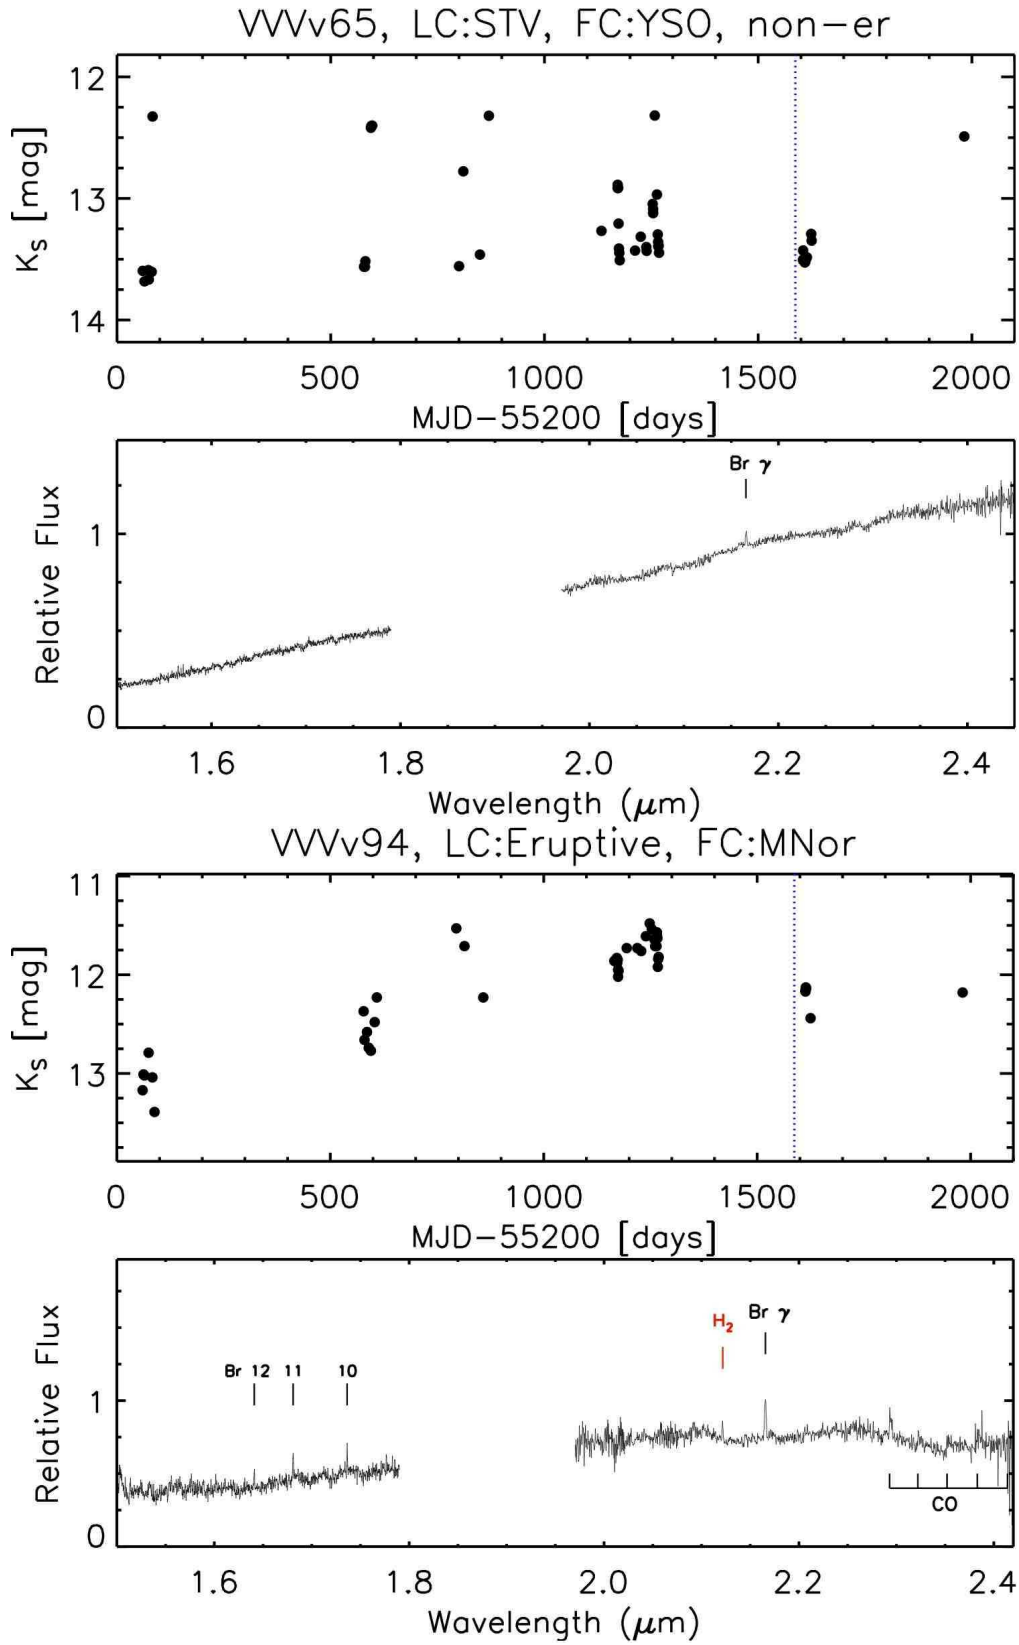 VVVv65, LC:STV, FC:YSO, non-er
12
13
14
K_S [mag]
0 500 1000 1500 2000
MJD-55200 [days]
Br γ
1
0
Relative Flux
1.6 1.8 2.0 2.2 2.4
Wavelength (μm)
VVVv94, LC:Eruptive, FC:MNor
11
12
13
K_S [mag]
0 500 1000 1500 2000
MJD-55200 [days]
H₂ Br γ
Br 12 11 10
1
0
Relative Flux
CO
1.6 1.8 2.0 2.2 2.4
Wavelength (μm)